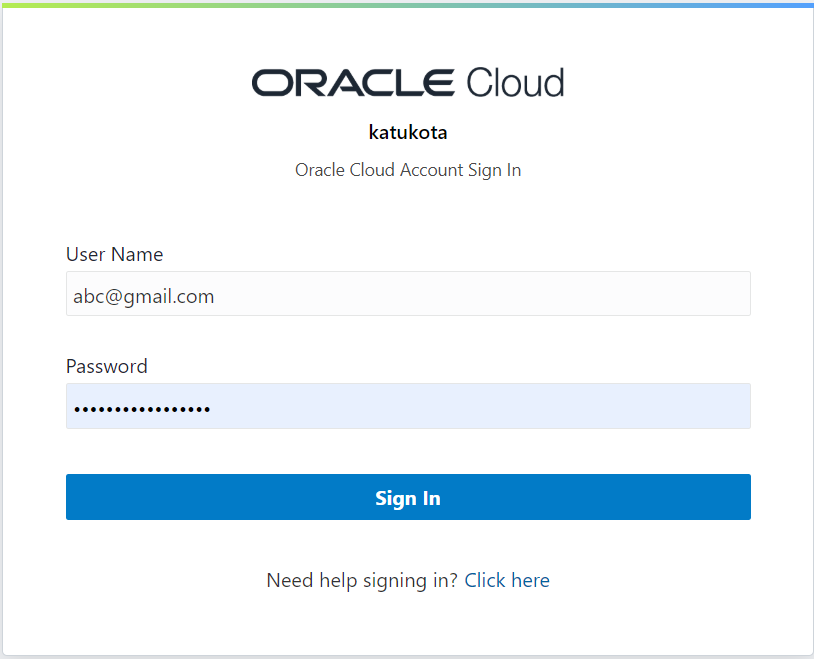 ORACLE Cloud
katukota
Oracle Cloud Account Sign In
User Name
abc@gmail.com
Password
•••••••••••••••••
Sign In
Need help signing in? Click here